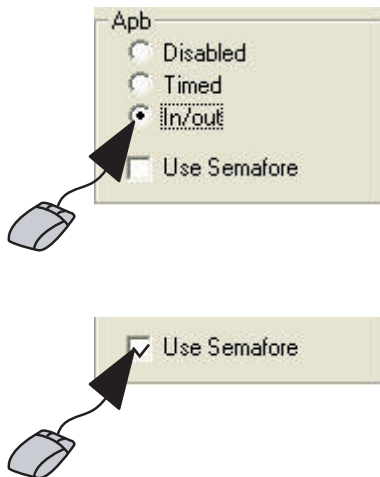 Apb
Disabled
Timed
In/out
Use Semafore
Use Semafore